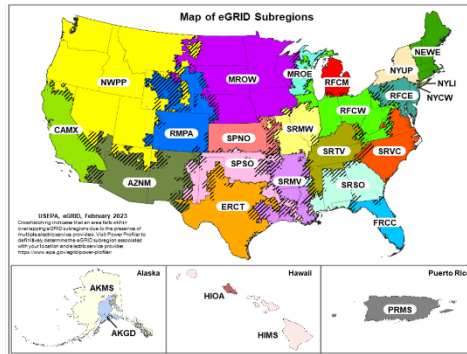 Map of eGRID Subregions
NWPP
MROW
MROE
RFCM
NEWE
NYUP
NYLI
NYCW
RFCE
RFCW
CAMX
RMPA
SPNO
SRMW
SRTV
SRVC
AZNM
SPSO
SRMV
SRSO
ERCT
FRCC
USEPA, eGRID, February 2023
Crosshatching indicates that an area falls within
overlapping eGRID subregions due to the presence of
multiple electric service providers. Visit Power Profiler to
definitively determine the eGRID subregion associated
with your location and electric service provider
https://www.epa.gov/egrid/power-profiler/
Alaska
AKMS
AKGD
Hawaii
HIOA
HIMS
Puerto Rico
PRMS